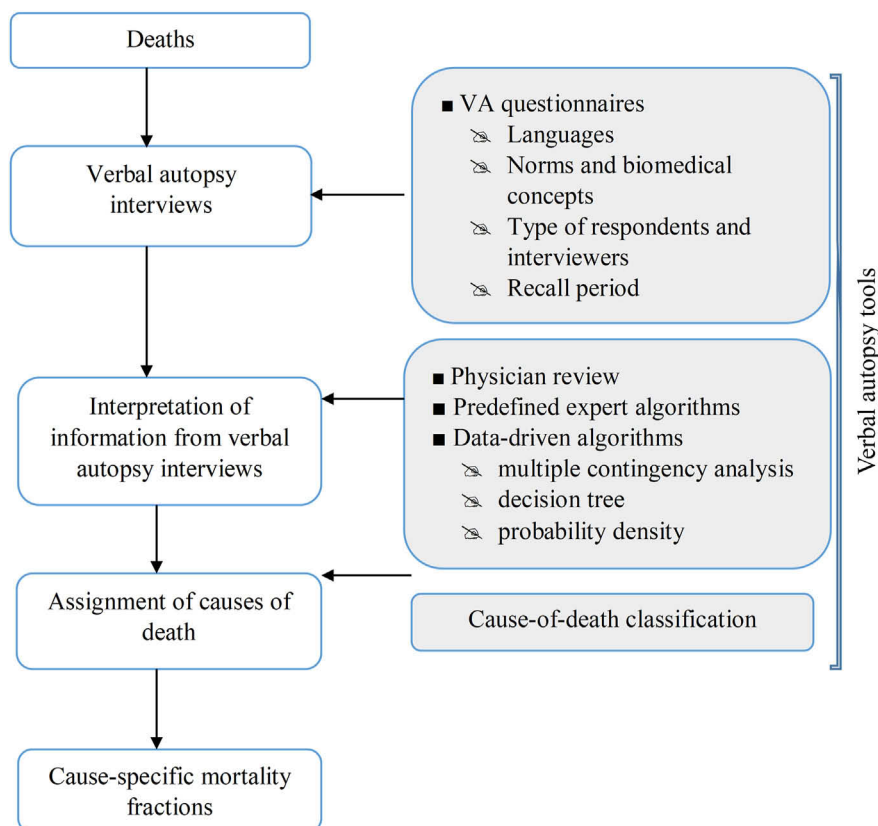 Deaths
Verbal autopsy
interviews
■ VA questionnaires
Languages
Norms and biomedical
concepts
Type of respondents and
interviewers
Recall period
Interpretation of
information from verbal
autopsy interviews
■ Physician review
■ Predefined expert algorithms
■ Data-driven algorithms
multiple contingency analysis
decision tree
probability density
Assignment of causes of
death
Cause-of-death classification
Cause-specific mortality
fractions
Verbal autopsy tools